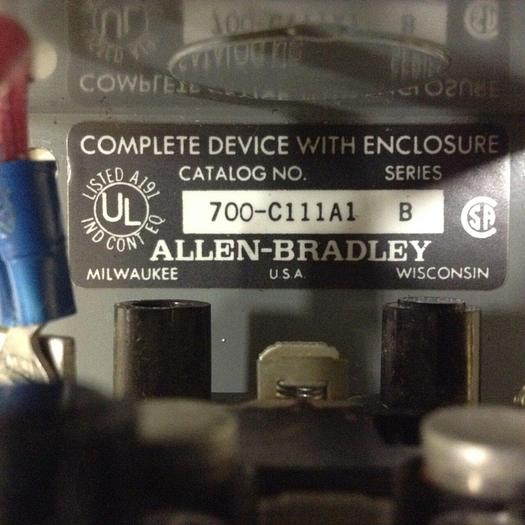 COMPLETE DEVICE WITH ENCLOSURE
CATALOG NO. SERIES
LISTED A191
UL
IND CONT EQ
700-C111A1 B
SA
ALLEN-BRADLEY
MILWAUKEE U.S.A. WISCONSIN